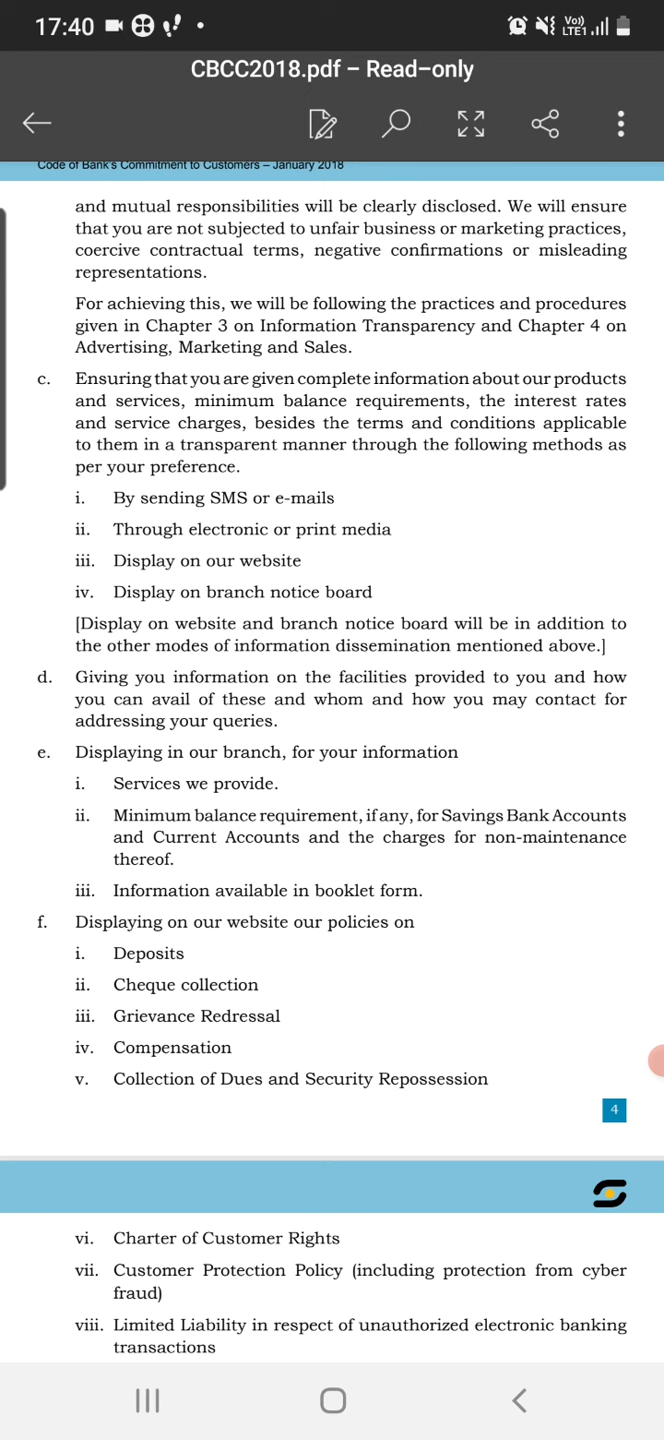 17:40
Vo))
LTE1
CBCC2018.pdf – Read-only
Code of Bank's Commitment to Customers – January 2018
and mutual responsibilities will be clearly disclosed. We will ensure
that you are not subjected to unfair business or marketing practices,
coercive contractual terms, negative confirmations or misleading
representations.
For achieving this, we will be following the practices and procedures
given in Chapter 3 on Information Transparency and Chapter 4 on
Advertising, Marketing and Sales.
c. Ensuring that you are given complete information about our products
and services, minimum balance requirements, the interest rates
and service charges, besides the terms and conditions applicable
to them in a transparent manner through the following methods as
per your preference.
i. By sending SMS or e-mails
ii. Through electronic or print media
iii. Display on our website
iv. Display on branch notice board
[Display on website and branch notice board will be in addition to
the other modes of information dissemination mentioned above.]
d. Giving you information on the facilities provided to you and how
you can avail of these and whom and how you may contact for
addressing your queries.
e. Displaying in our branch, for your information
i. Services we provide.
ii. Minimum balance requirement, if any, for Savings Bank Accounts
and Current Accounts and the charges for non-maintenance
thereof.
iii. Information available in booklet form.
f. Displaying on our website our policies on
i. Deposits
ii. Cheque collection
iii. Grievance Redressal
iv. Compensation
v. Collection of Dues and Security Repossession
4
vi. Charter of Customer Rights
vii. Customer Protection Policy (including protection from cyber
fraud)
viii. Limited Liability in respect of unauthorized electronic banking
transactions